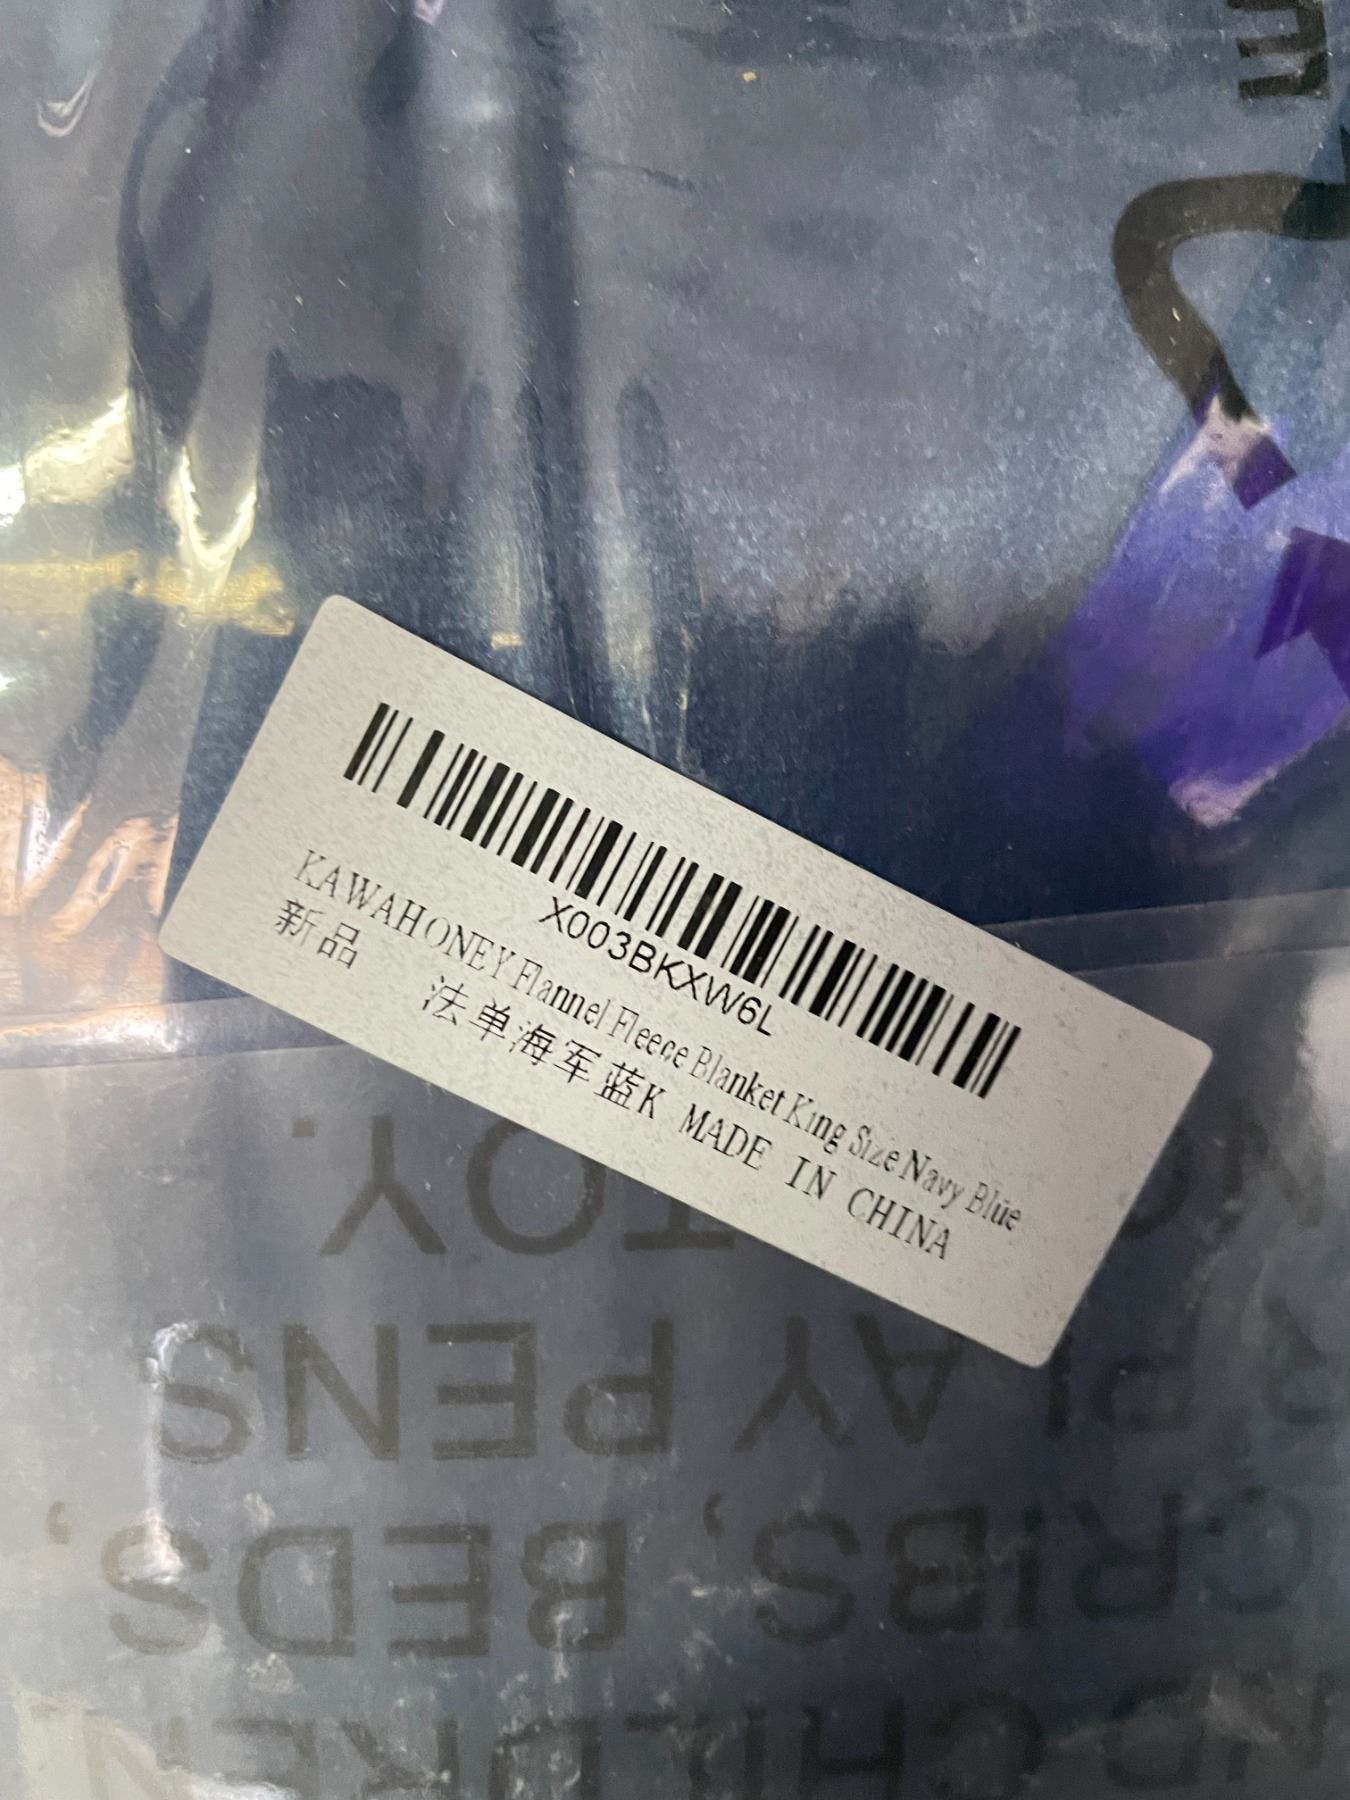 X003BKXW6L
KAWAHONEY Flannel Fleece Blanket King Size Navy Blue
新品
法单海军蓝K MADE IN CHINA
CRIBS, BEDS,
PLAY PENS
TOY.